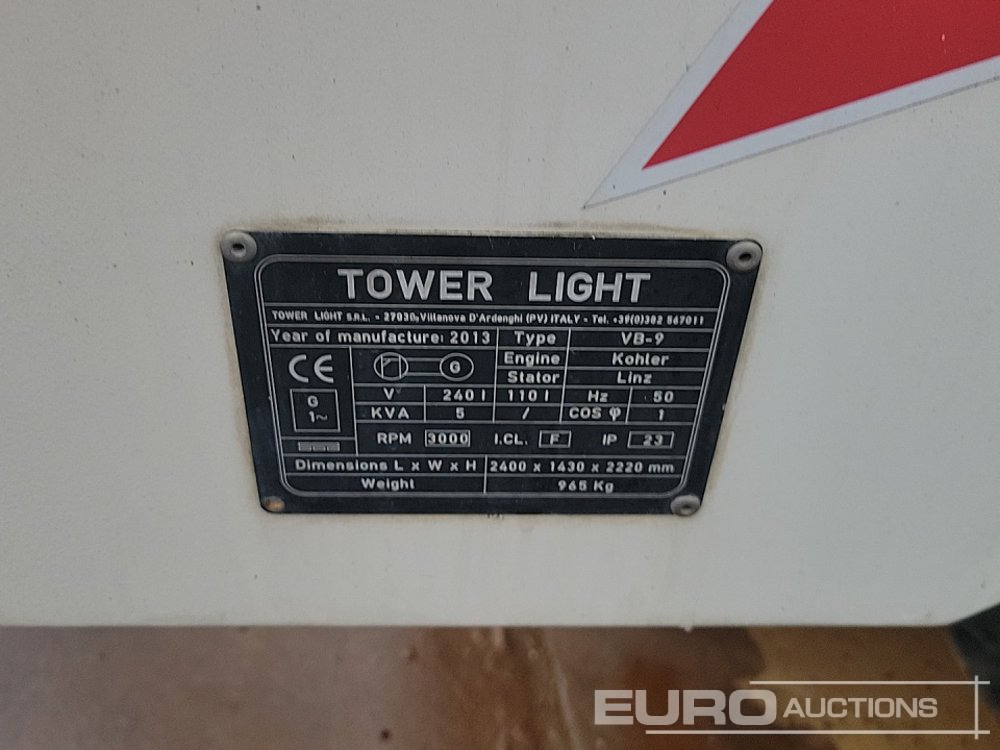 TOWER LIGHT
TOWER LIGHT S.R.L. - 27030, Villanova D'Ardenghi (PV) ITALY - Tel. +39(0)382 567011
Year of manufacture: 2013 Type VB-9
Engine Kohler
Stator Linz
G
CE
V 240 I 110 I Hz 50
G
1~
KVA 5 / COS φ 1
RPM 3000 I.CL. F IP 23
Dimensions L x W x H 2400 x 1430 x 2220 mm
Weight 965 Kg
EURO AUCTIONS